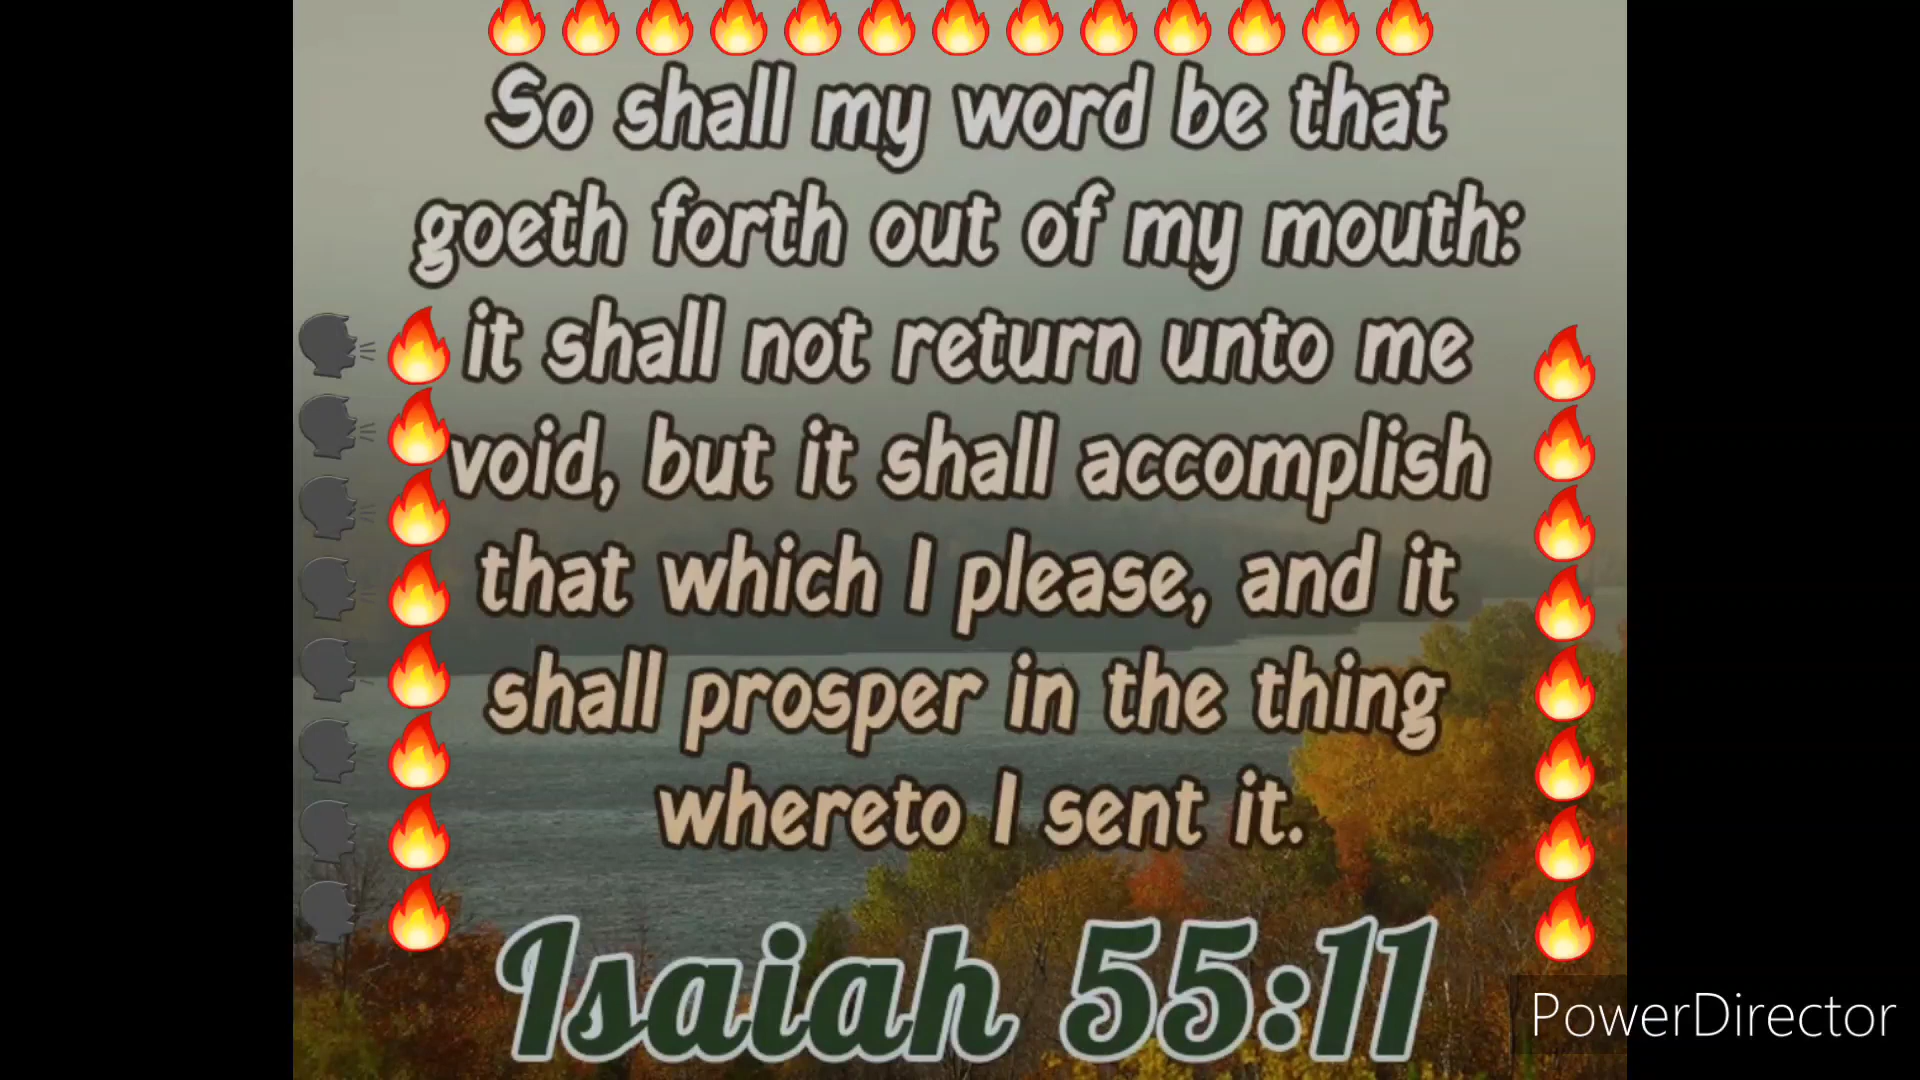 So shall my word be that
goeth forth out of my mouth:
it shall not return unto me
void, but it shall accomplish
that which I please, and it
shall prosper in the thing
whereto I sent it.
Isaiah 55:11
PowerDirector